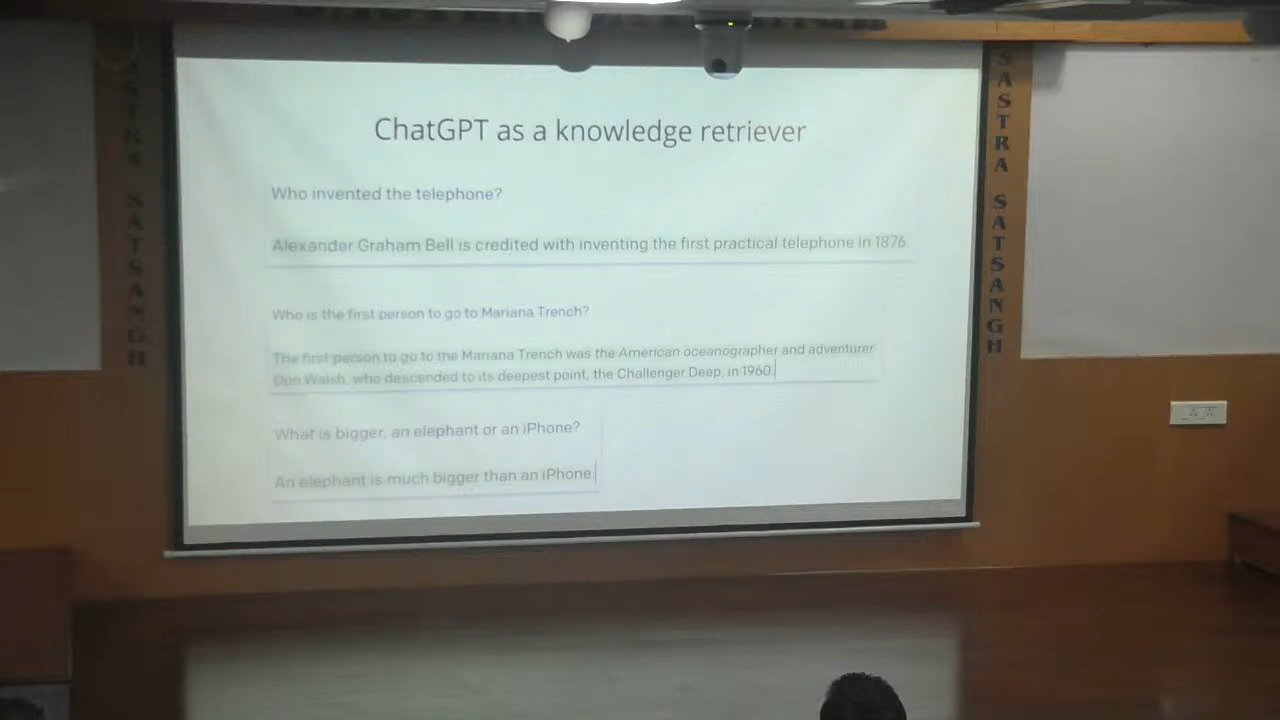 ChatGPT as a knowledge retriever
Who invented the telephone?
Alexander Graham Bell is credited with inventing the first practical telephone in 1876
Who is the first person to go to Mariana Trench?
The first person to go to the Mariana Trench was the American oceanographer and adventurer
Don Walsh, who descended to its deepest point, the Challenger Deep, in 1960.
What is bigger, an elephant or an iPhone?
An elephant is much bigger than an iPhone.
SASTRA SATSANGH
SASTRA SATSANGH